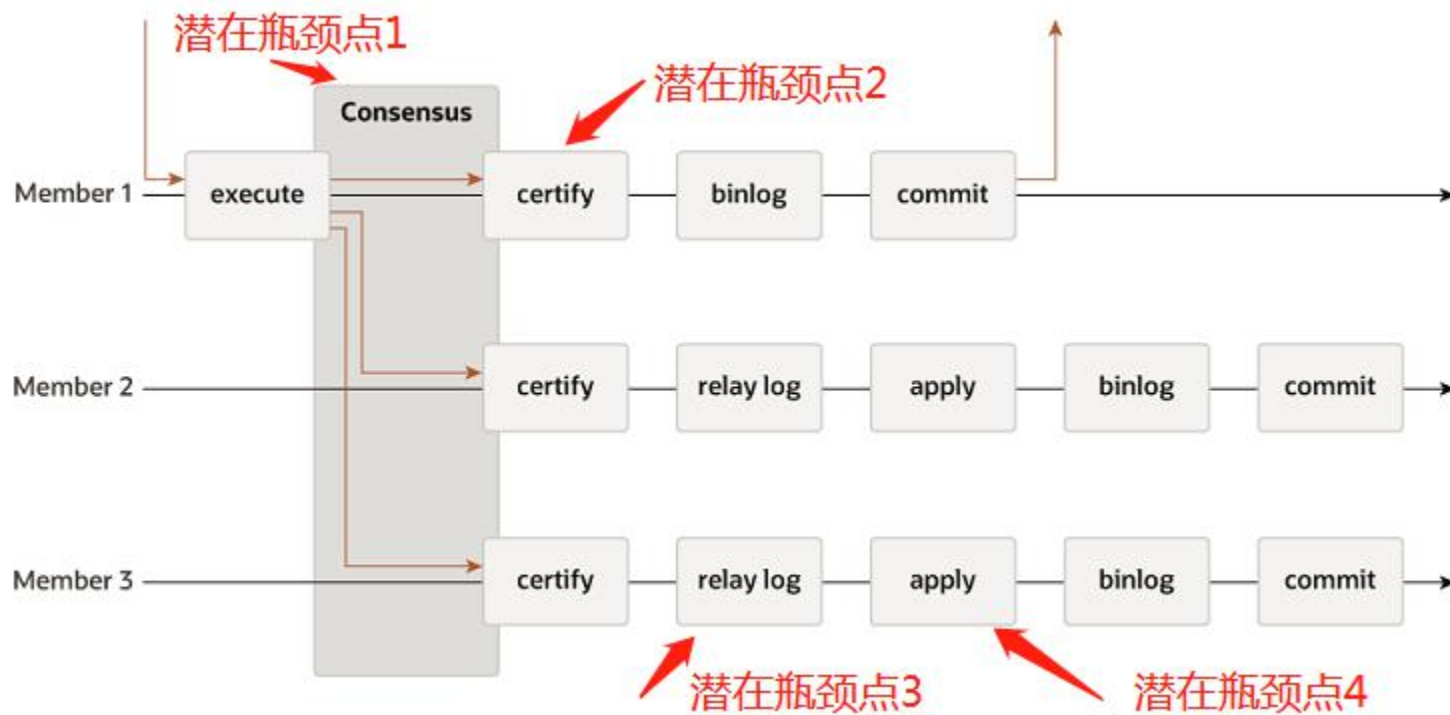 潜在瓶颈点1
潜在瓶颈点2
Consensus
Member 1 execute certify binlog commit
Member 2 certify relay log apply binlog commit
Member 3 certify relay log apply binlog commit
潜在瓶颈点3 潜在瓶颈点4